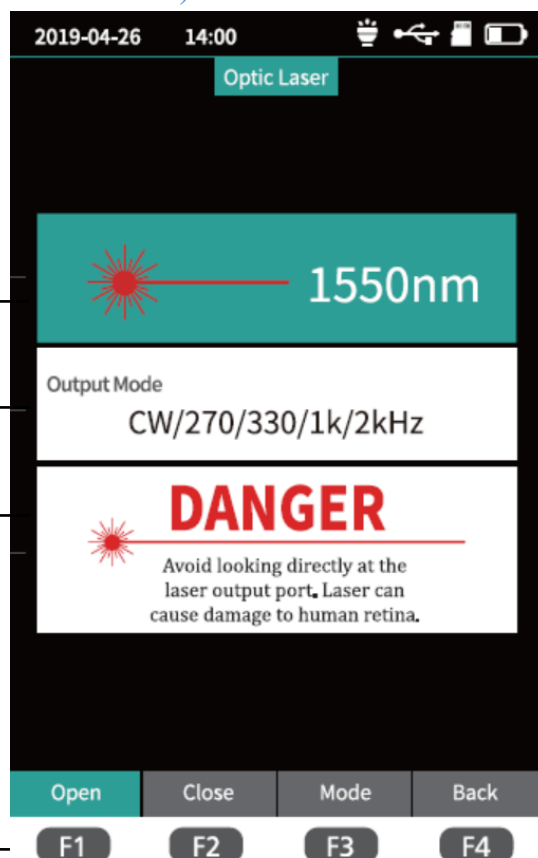 2019-04-26 14:00
Optic Laser
1550nm
Output Mode
CW/270/330/1k/2kHz
DANGER
Avoid looking directly at the
laser output port. Laser can
cause damage to human retina.
Open Close Mode Back
F1 F2 F3 F4